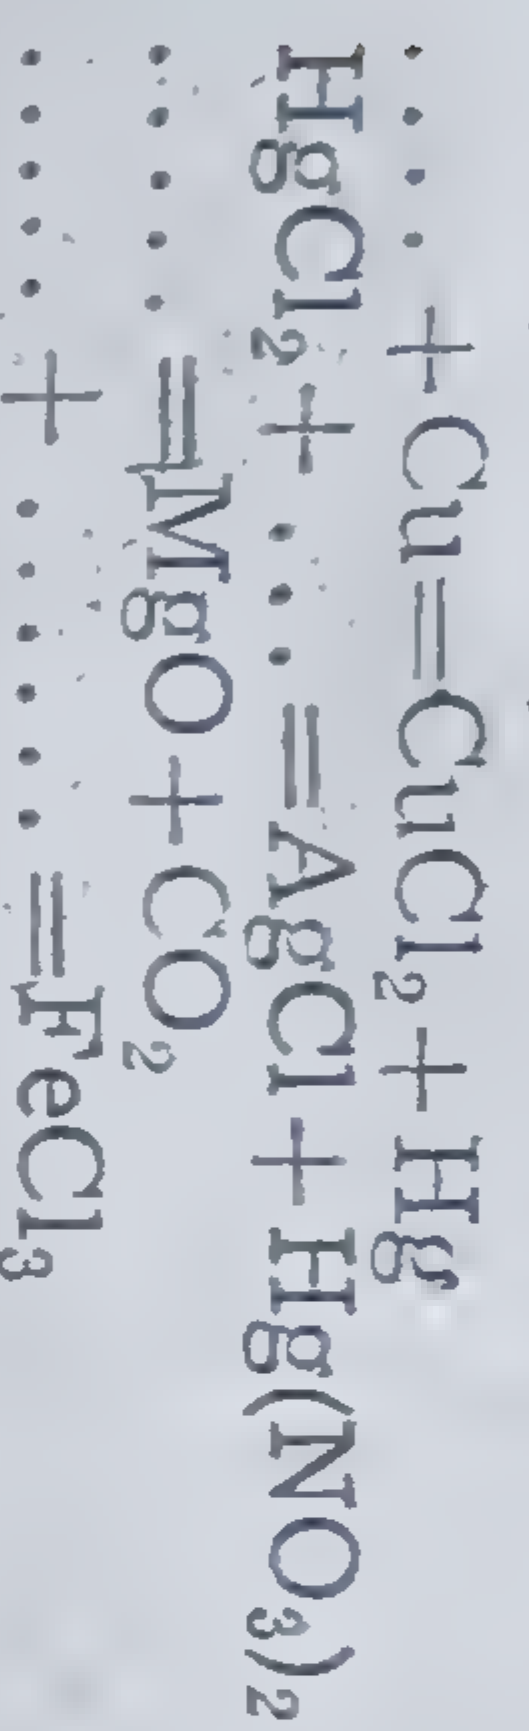 .... + Cu = CuCl₂ + Hg
HgCl₂ + ... = AgCl + Hg(NO₃)₂
..... = MgO + CO₂
..... + ...... = FeCl₃